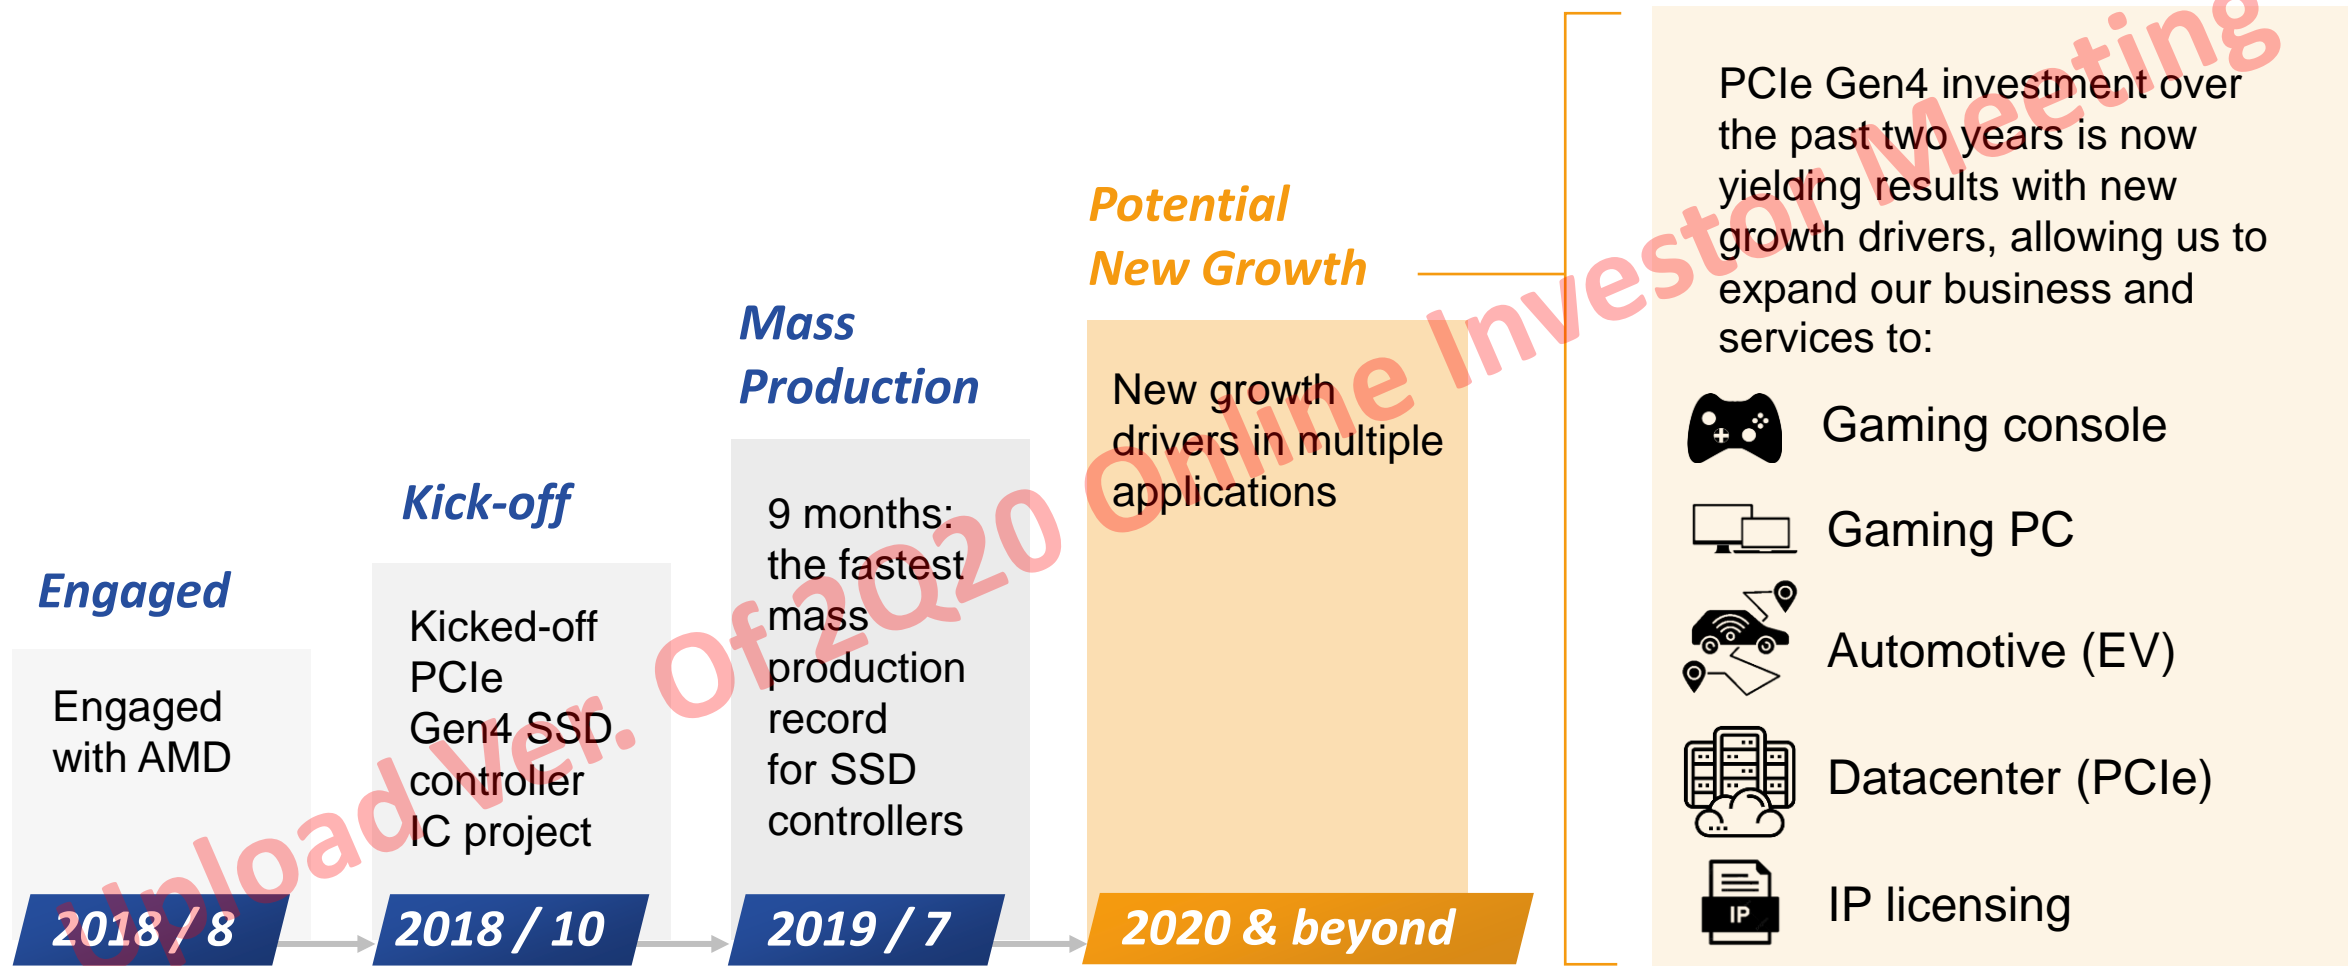 Engaged
Engaged
with AMD
2018 / 8
Kick-off
Kicked-off
PCIe
Gen4 SSD
controller
IC project
2018 / 10
Mass
Production
9 months:
the fastest
mass
production
record
for SSD
controllers
2019 / 7
Potential
New Growth
New growth
drivers in multiple
applications
2020 & beyond
PCIe Gen4 investment over
the past two years is now
yielding results with new
growth drivers, allowing us to
expand our business and
services to:
Gaming console
Gaming PC
Automotive (EV)
Datacenter (PCIe)
IP
IP licensing
Upload Ver. Of 2Q20 Online Investor Meeting